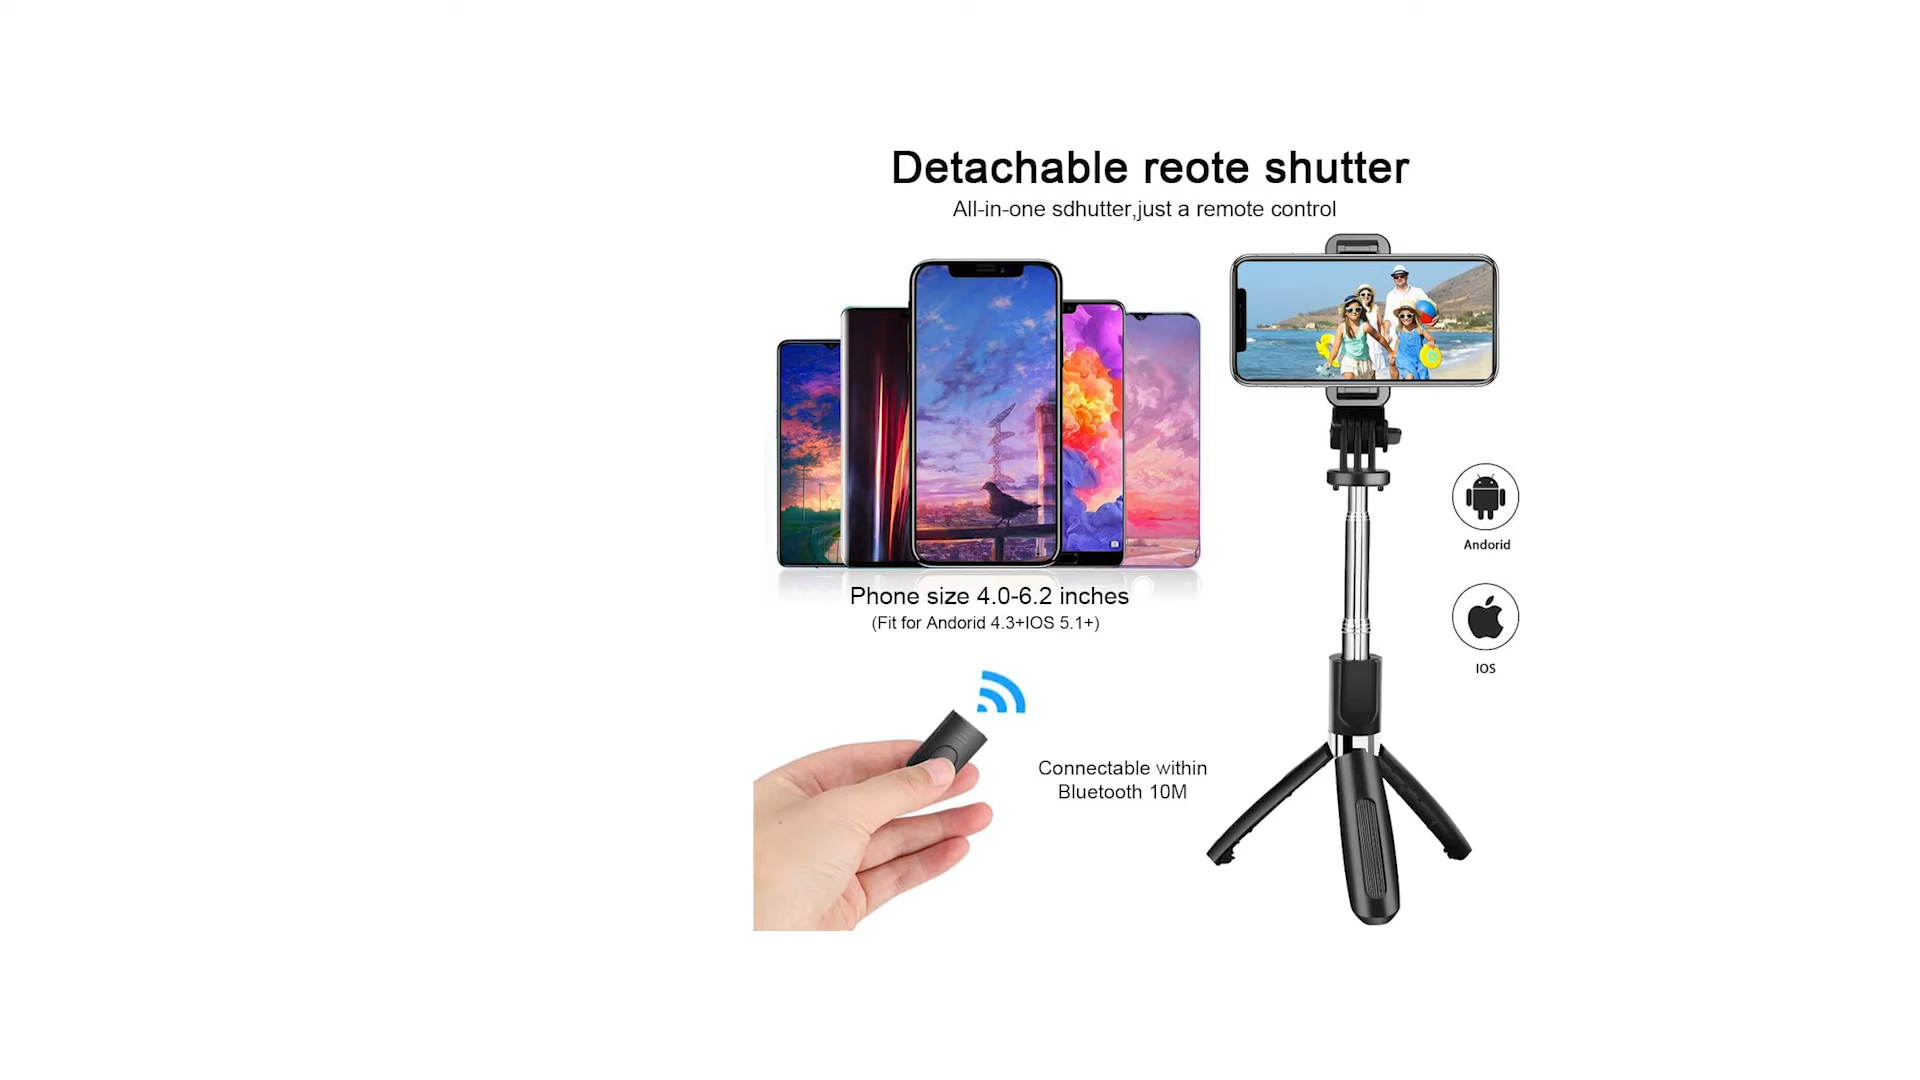 Detachable reote shutter
All-in-one sdhutter,just a remote control
Andorid
Phone size 4.0-6.2 inches
(Fit for Andorid 4.3+IOS 5.1+)
IOS
Connectable within
Bluetooth 10M